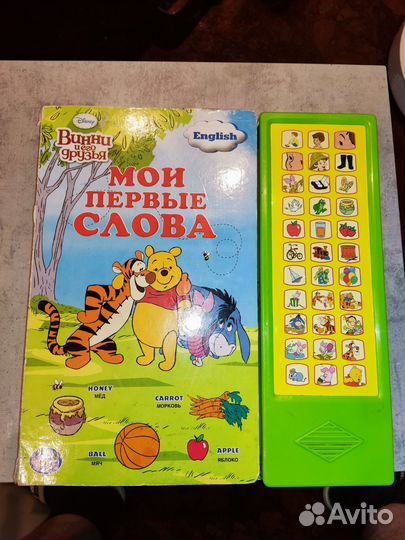 Disney
Винни
и его
друзья
English
МОИ
ПЕРВЫЕ
СЛОВА
HONEY
МЁД
CARROT
МОРКОВЬ
BALL
МЯЧ
APPLE
ЯБЛОКО
Avito